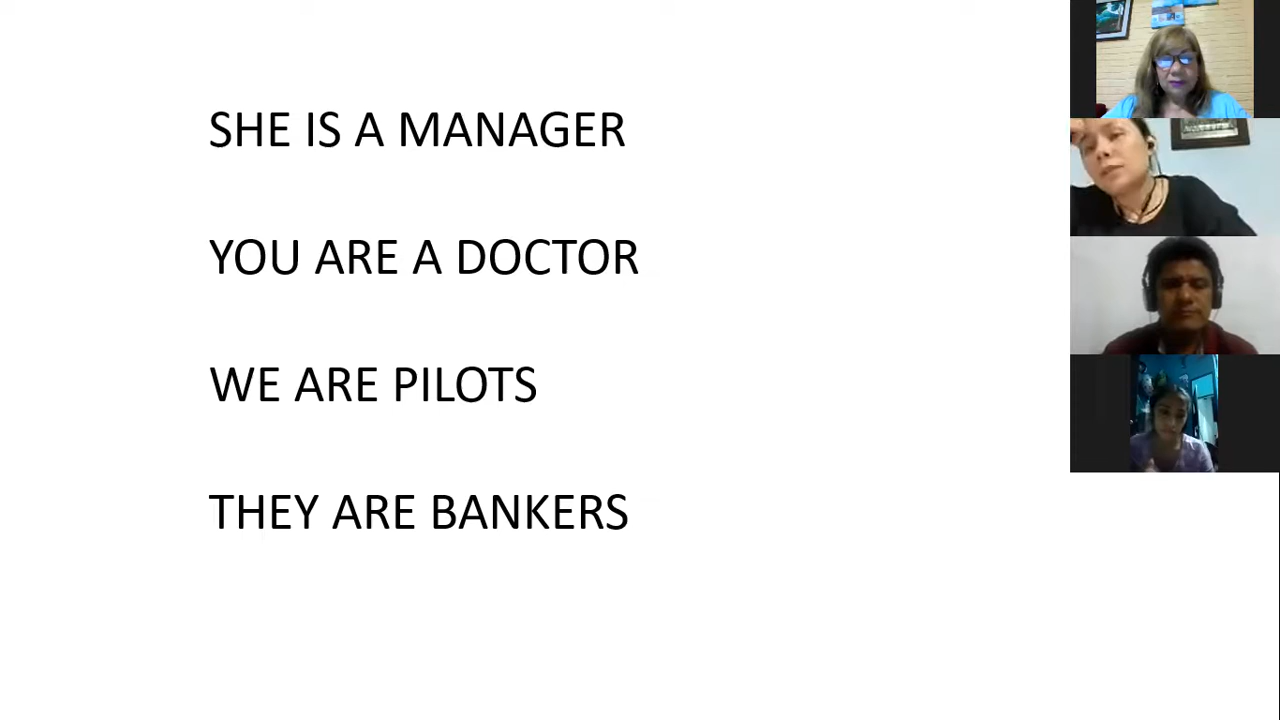 SHE IS A MANAGER
YOU ARE A DOCTOR
WE ARE PILOTS
THEY ARE BANKERS